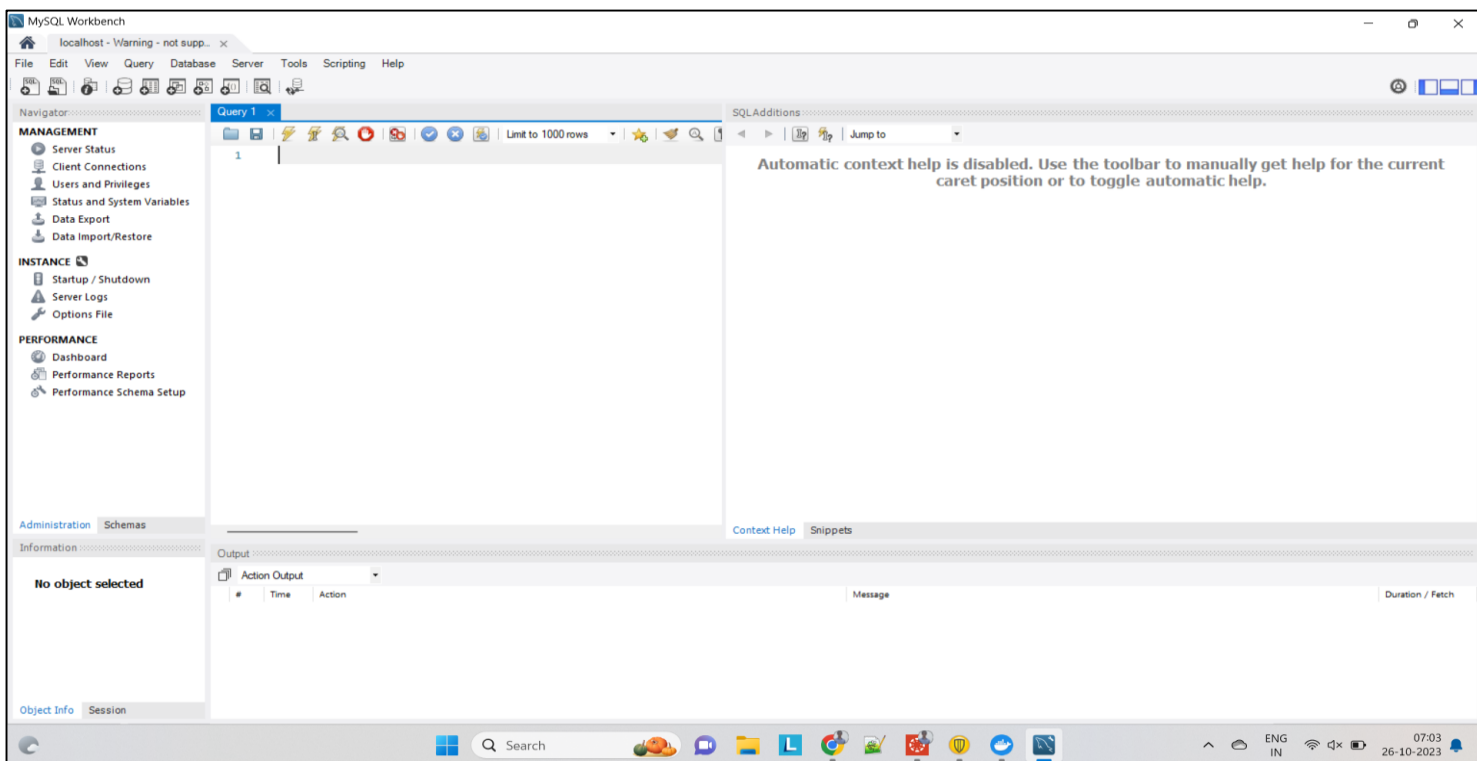 MySQL Workbench
localhost - Warning - not supp..
File Edit View Query Database Server Tools Scripting Help
Navigator
MANAGEMENT
Server Status
Client Connections
Users and Privileges
Status and System Variables
Data Export
Data Import/Restore
INSTANCE
Startup / Shutdown
Server Logs
Options File
PERFORMANCE
Dashboard
Performance Reports
Performance Schema Setup
Administration Schemas
Information
No object selected
Object Info Session
Query 1
Limit to 1000 rows
1
SQLAdditions
Jump to
Automatic context help is disabled. Use the toolbar to manually get help for the current
caret position or to toggle automatic help.
Context Help Snippets
Output
Action Output
# Time Action Message Duration / Fetch
Search
ENG
IN
07:03
26-10-2023